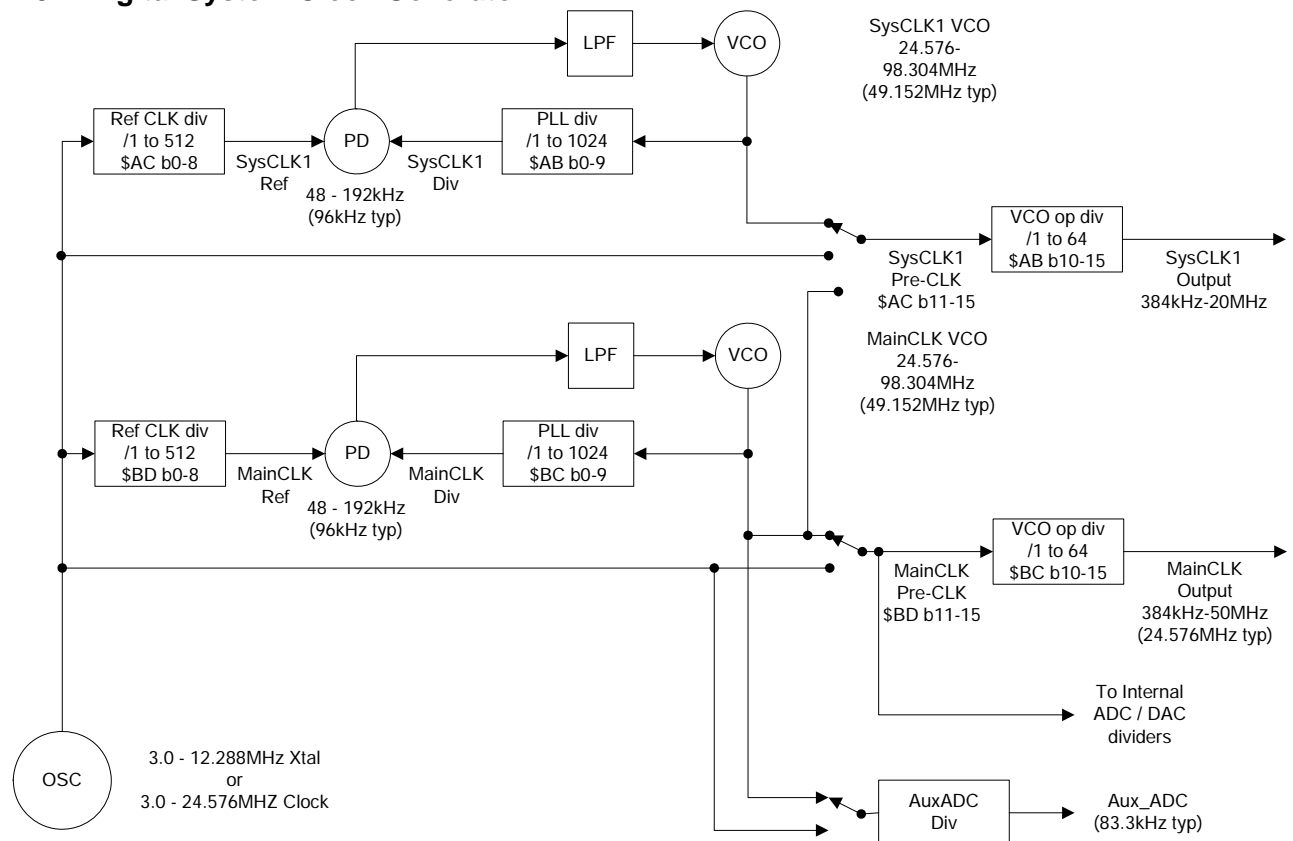 LPF
VCO
SysCLK1 VCO
24.576-
98.304MHz
(49.152MHz typ)
Ref CLK div
/1 to 512
$AC b0-8
SysCLK1
Ref
PD
48 - 192kHz
(96kHz typ)
SysCLK1
Div
PLL div
/1 to 1024
$AB b0-9
SysCLK1
Pre-CLK
$AC b11-15
VCO op div
/1 to 64
$AB b10-15
SysCLK1
Output
384kHz-20MHz
LPF
VCO
MainCLK VCO
24.576-
98.304MHz
(49.152MHz typ)
Ref CLK div
/1 to 512
$BD b0-8
MainCLK
Ref
PD
48 - 192kHz
(96kHz typ)
MainCLK
Div
PLL div
/1 to 1024
$BC b0-9
MainCLK
Pre-CLK
$BD b11-15
VCO op div
/1 to 64
$BC b10-15
MainCLK
Output
384kHz-50MHz
(24.576MHz typ)
To Internal
ADC / DAC
dividers
OSC
3.0 - 12.288MHz Xtal
or
3.0 - 24.576MHZ Clock
AuxADC
Div
Aux_ADC
(83.3kHz typ)